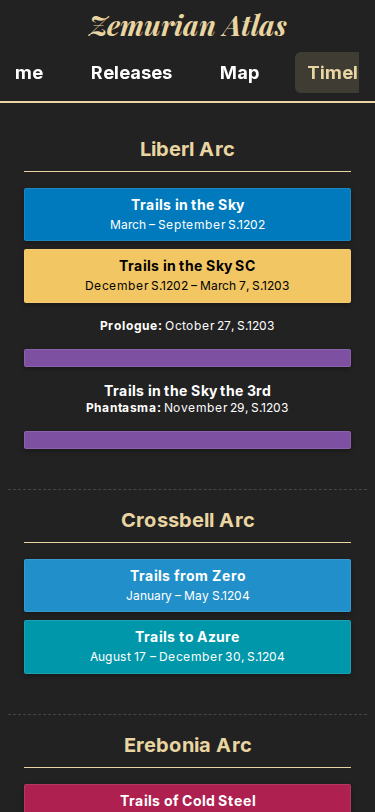 Zemurian Atlas
me Releases Map Timel
Liberl Arc
Trails in the Sky
March – September S.1202
Trails in the Sky SC
December S.1202 – March 7, S.1203
Prologue: October 27, S.1203
Trails in the Sky the 3rd
Phantasma: November 29, S.1203
Crossbell Arc
Trails from Zero
January – May S.1204
Trails to Azure
August 17 – December 30, S.1204
Erebonia Arc
Trails of Cold Steel